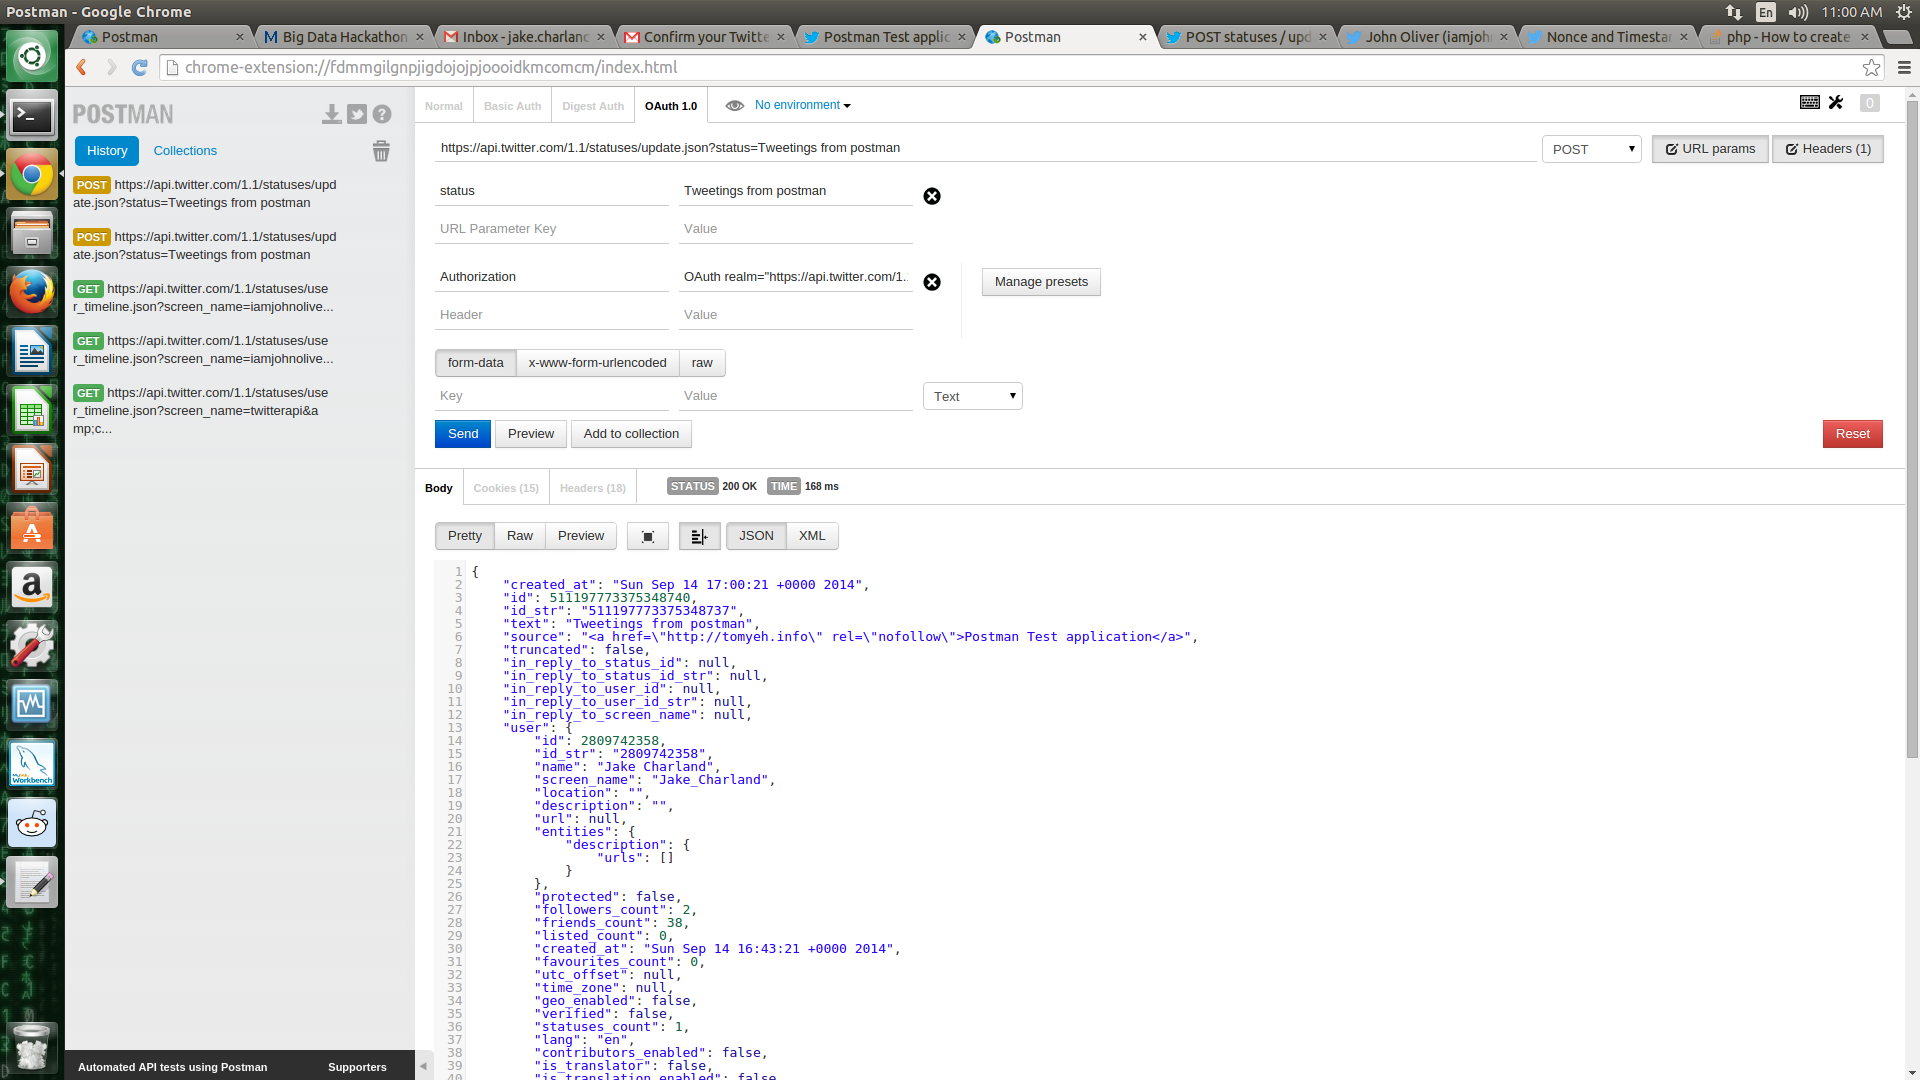 Postman - Google Chrome
En
11:00 AM
Postman
Big Data Hackathon
Inbox - jake.charlanc
Confirm your Twitte
Postman Test applic
Postman
POST statuses / upd
John Oliver (iamjohn
Nonce and Timestar
php - How to create
chrome-extension://fdmmgilgnpjigdojojpjoooidkmcomcm/index.html
POSTMAN
Normal
Basic Auth
Digest Auth
OAuth 1.0
No environment
0
History
Collections
https://api.twitter.com/1.1/statuses/update.json?status=Tweetings from postman
POST
URL params
Headers (1)
POST https://api.twitter.com/1.1/statuses/upd
ate.json?status=Tweetings from postman
POST https://api.twitter.com/1.1/statuses/upd
ate.json?status=Tweetings from postman
GET https://api.twitter.com/1.1/statuses/use
r_timeline.json?screen_name=iamjohnolive...
GET https://api.twitter.com/1.1/statuses/use
r_timeline.json?screen_name=iamjohnolive...
GET https://api.twitter.com/1.1/statuses/use
r_timeline.json?screen_name=twitterapi&a
mp;c...
status
Tweetings from postman
URL Parameter Key
Value
Authorization
OAuth realm="https://api.twitter.com/1..
Manage presets
Header
Value
form-data
x-www-form-urlencoded
raw
Key
Value
Text
Send
Preview
Add to collection
Reset
Body
Cookies (15)
Headers (18)
STATUS 200 OK
TIME 168 ms
Pretty
Raw
Preview
JSON
XML
1 {
2 "created_at": "Sun Sep 14 17:00:21 +0000 2014",
3 "id": 511197773375348740,
4 "id_str": "511197773375348737",
5 "text": "Tweetings from postman",
6 "source": "<a href=\"http://tomyeh.info\" rel=\"nofollow\">Postman Test application</a>",
7 "truncated": false,
8 "in_reply_to_status_id": null,
9 "in_reply_to_status_id_str": null,
10 "in_reply_to_user_id": null,
11 "in_reply_to_user_id_str": null,
12 "in_reply_to_screen_name": null,
13 "user": {
14 "id": 2809742358,
15 "id_str": "2809742358",
16 "name": "Jake Charland",
17 "screen_name": "Jake_Charland",
18 "location": "",
19 "description": "",
20 "url": null,
21 "entities": {
22 "description": {
23 "urls": []
24 }
25 },
26 "protected": false,
27 "followers_count": 2,
28 "friends_count": 38,
29 "listed_count": 0,
30 "created_at": "Sun Sep 14 16:43:21 +0000 2014",
31 "favourites_count": 0,
32 "utc_offset": null,
33 "time_zone": null,
34 "geo_enabled": false,
35 "verified": false,
36 "statuses_count": 1,
37 "lang": "en",
38 "contributors_enabled": false,
39 "is_translator": false,
40 "is_translation_enabled": false
Automated API tests using Postman
Supporters
MySQL
Workbench